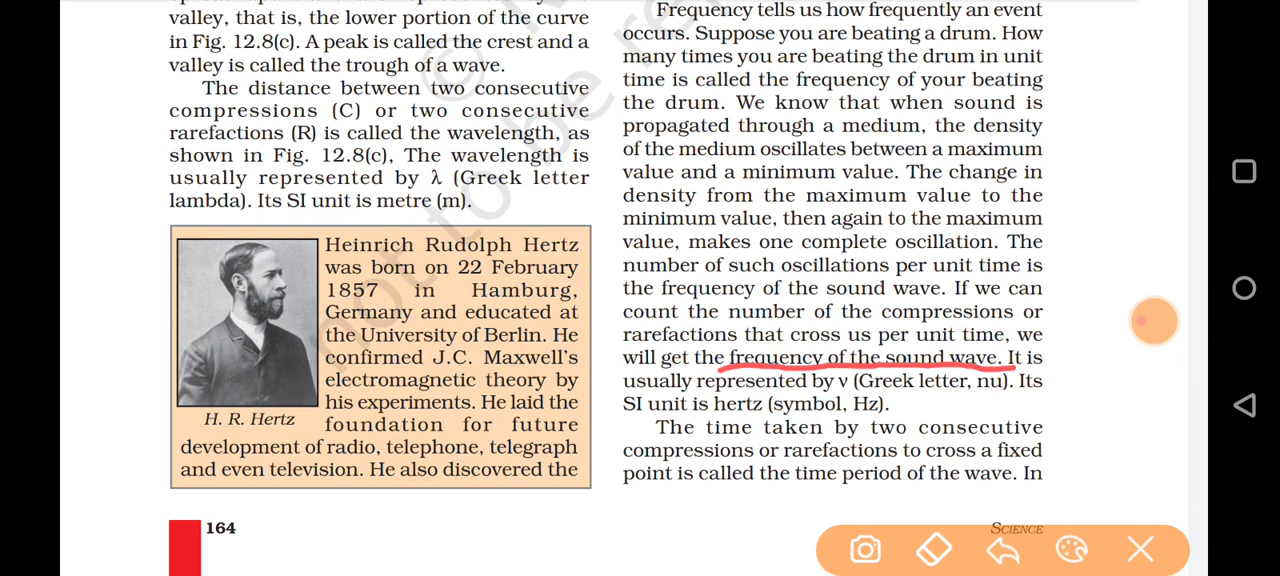 valley, that is, the lower portion of the curve
in Fig. 12.8(c). A peak is called the crest and a
valley is called the trough of a wave.
The distance between two consecutive
compressions (C) or two consecutive
rarefactions (R) is called the wavelength, as
shown in Fig. 12.8(c), The wavelength is
usually represented by λ (Greek letter
lambda). Its SI unit is metre (m).
Heinrich Rudolph Hertz
was born on 22 February
1857 in Hamburg,
Germany and educated at
the University of Berlin. He
confirmed J.C. Maxwell's
electromagnetic theory by
his experiments. He laid the
H. R. Hertz
foundation for future
development of radio, telephone, telegraph
and even television. He also discovered the
164
Frequency tells us how frequently an event
occurs. Suppose you are beating a drum. How
many times you are beating the drum in unit
time is called the frequency of your beating
the drum. We know that when sound is
propagated through a medium, the density
of the medium oscillates between a maximum
value and a minimum value. The change in
density from the maximum value to the
minimum value, then again to the maximum
value, makes one complete oscillation. The
number of such oscillations per unit time is
the frequency of the sound wave. If we can
count the number of the compressions or
rarefactions that cross us per unit time, we
will get the frequency of the sound wave. It is
usually represented by ν (Greek letter, nu). Its
SI unit is hertz (symbol, Hz).
The time taken by two consecutive
compressions or rarefactions to cross a fixed
point is called the time period of the wave. In
SCIENCE
not to be re